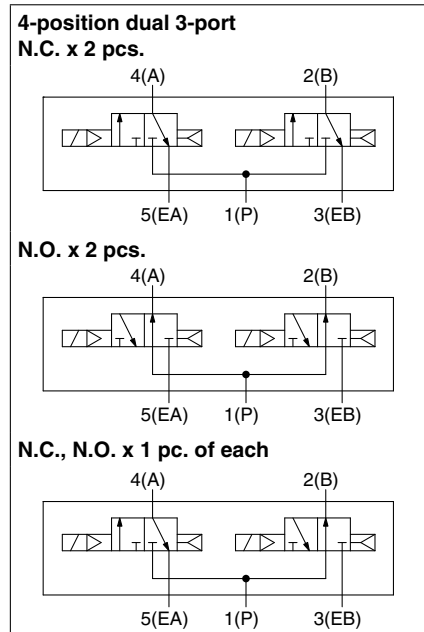 4-position dual 3-port
N.C. x 2 pcs.
4(A) 2(B)
5(EA) 1(P) 3(EB)
N.O. x 2 pcs.
4(A) 2(B)
5(EA) 1(P) 3(EB)
N.C., N.O. x 1 pc. of each
4(A) 2(B)
5(EA) 1(P) 3(EB)